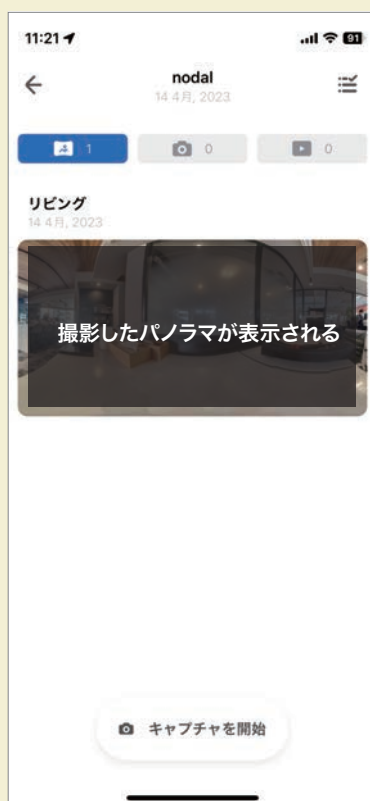 11:21
91
nodal
14 4月, 2023
1
0
0
リビング
14 4月, 2023
撮影したパノラマが表示される
キャプチャを開始